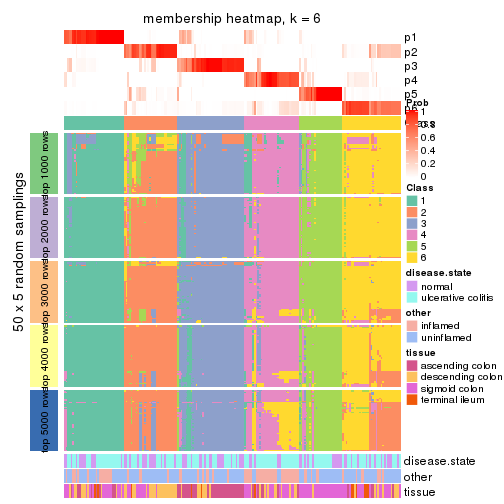 membership heatmap, k = 6
p1
p2
p3
p4
p5
Prob
1
0.8
0.6
0.4
0.2
0
Class
1
2
3
4
5
6
disease.state
normal
ulcerative colitis
other
inflamed
uninflamed
tissue
ascending colon
descending colon
sigmoid colon
terminal ileum
50 x 5 random samplings
top 1000 rows
top 2000 rows
top 3000 rows
top 4000 rows
top 5000 rows
disease.state
other
tissue